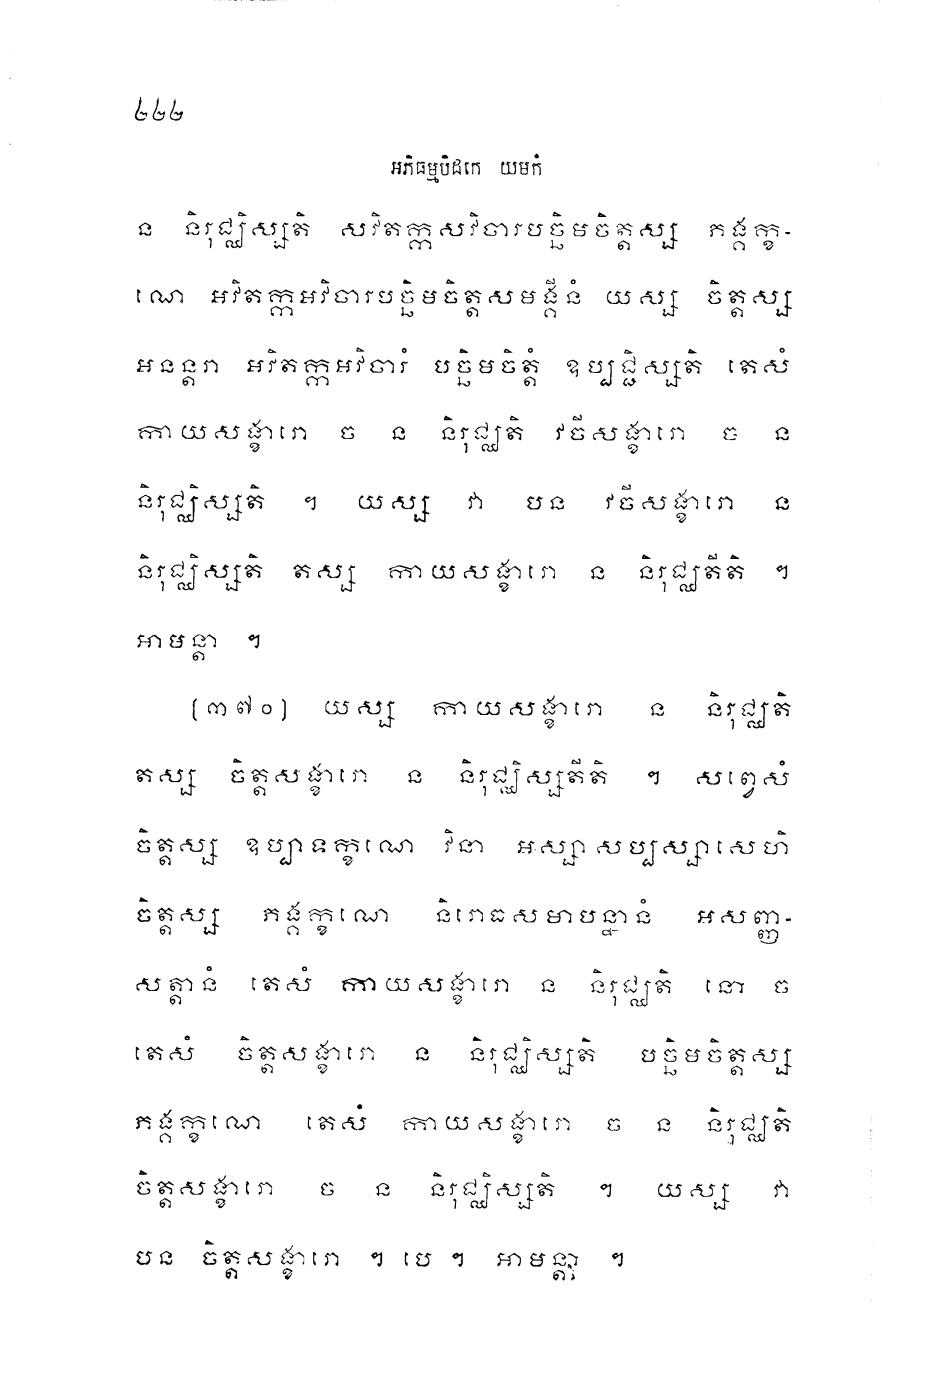 ៤៤៤
អភិធម្មបិដកេ យមកំ
ន និរុជ្ឈិស្សតិ សវិតក្កសវិចារបច្ឆិមចិត្តស្ស ភង្គក្ខ-
ណេ អវិតក្កអវិចារបច្ឆិមចិត្តសមង្គីនំ យស្ស ចិត្តស្ស
អនន្តរា អវិតក្កអវិចារំ បច្ឆិមចិត្តំ ឧប្បជ្ជិស្សតិ តេសំ
កាយសង្ខារោ ច ន និរុជ្ឈតិ វចីសង្ខារោ ច ន
និរុជ្ឈិស្សតិ ។ យស្ស វា បន វចីសង្ខារោ ន
និរុជ្ឈិស្សតិ តស្ស កាយសង្ខារោ ន និរុជ្ឈតីតិ ។
អាមន្តា ។
(៣៧០) យស្ស កាយសង្ខារោ ន និរុជ្ឈតិ
តស្ស ចិត្តសង្ខារោ ន និរុជ្ឈិស្សតីតិ ។ សព្វេសំ
ចិត្តស្ស ឧប្បាទក្ខណេ វិនា អស្សាសប្បស្សាសេហិ
ចិត្តស្ស ភង្គក្ខណេ និរោធសមាបន្នានំ អសញ្ញ-
សត្តានំ តេសំ កាយសង្ខារោ ន និរុជ្ឈតិ នោ ច
តេសំ ចិត្តសង្ខារោ ន និរុជ្ឈិស្សតិ បច្ឆិមចិត្តស្ស
ភង្គក្ខណេ តេសំ កាយសង្ខារោ ច ន និរុជ្ឈតិ
ចិត្តសង្ខារោ ច ន និរុជ្ឈិស្សតិ ។ យស្ស វា
បន ចិត្តសង្ខារោ ។ បេ ។ អាមន្តា ។